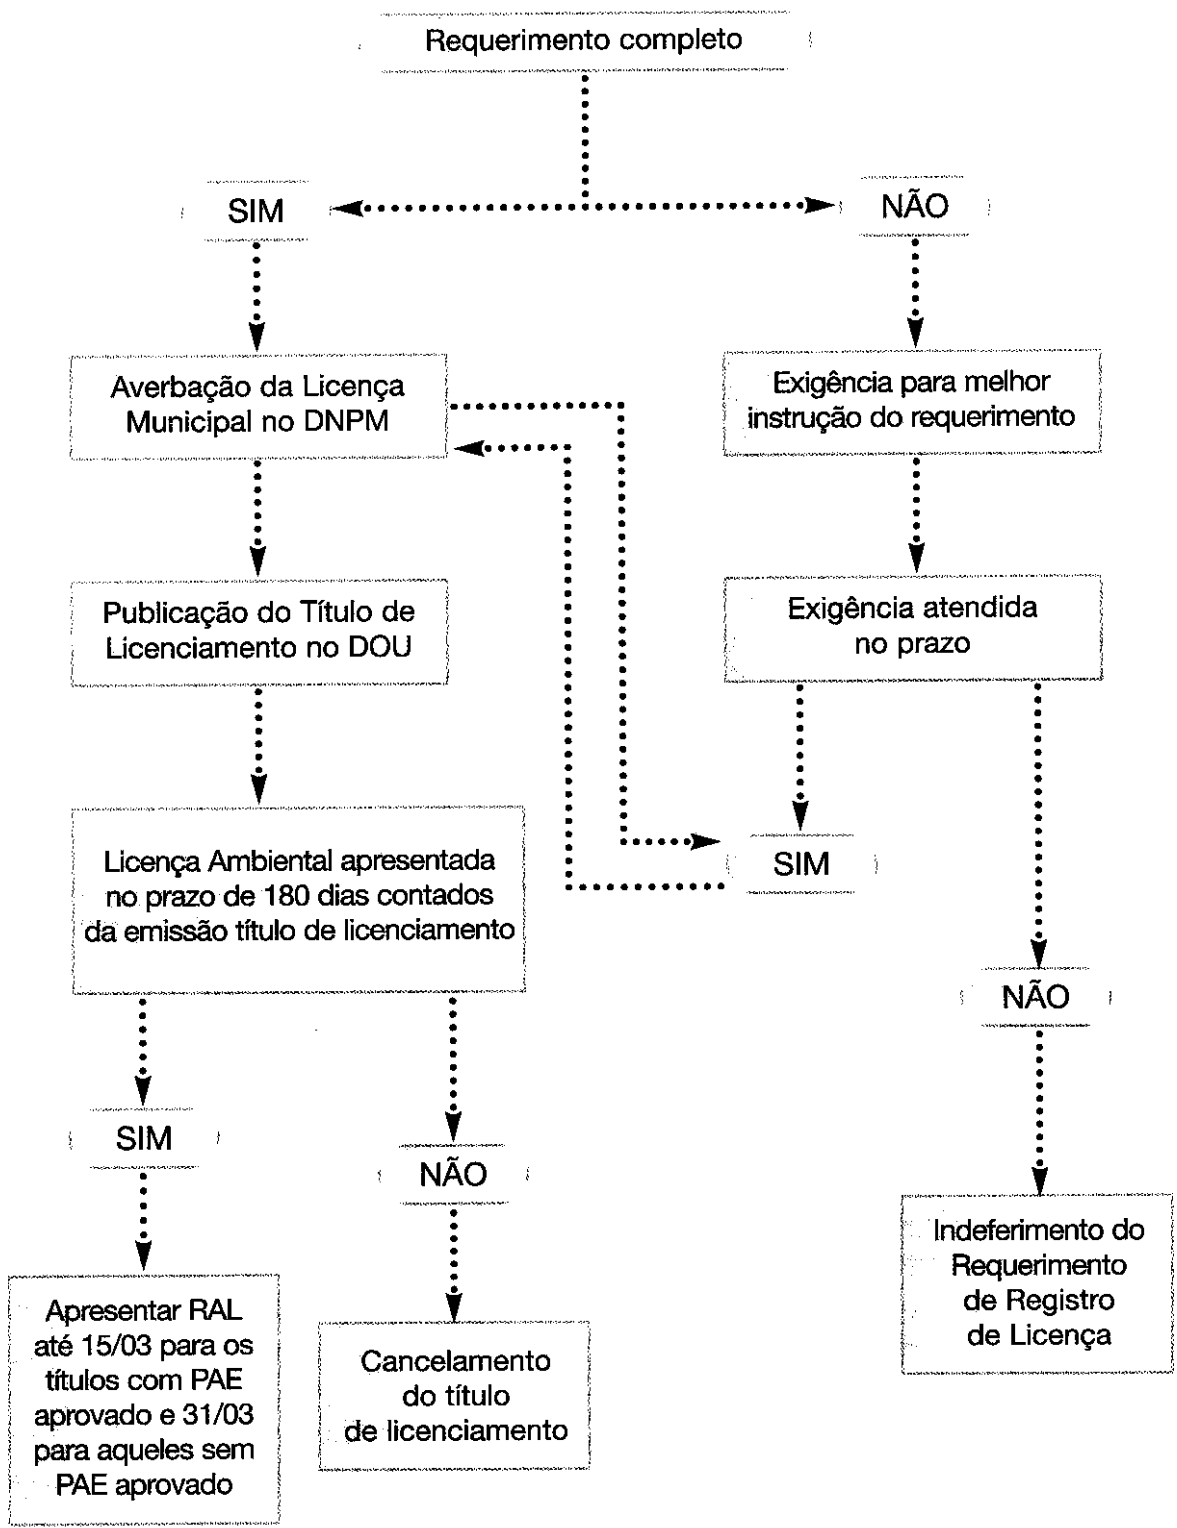 Requerimento completo
SIM
NÃO
Averbação da Licença
Municipal no DNPM
Exigência para melhor
instrução do requerimento
Publicação do Título de
Licenciamento no DOU
Exigência atendida
no prazo
Licença Ambiental apresentada
no prazo de 180 dias contados
da emissão título de licenciamento
SIM
NÃO
SIM
NÃO
Apresentar RAL
até 15/03 para os
títulos com PAE
aprovado e 31/03
para aqueles sem
PAE aprovado
Cancelamento
do título
de licenciamento
Indeferimento do
Requerimento
de Registro
de Licença